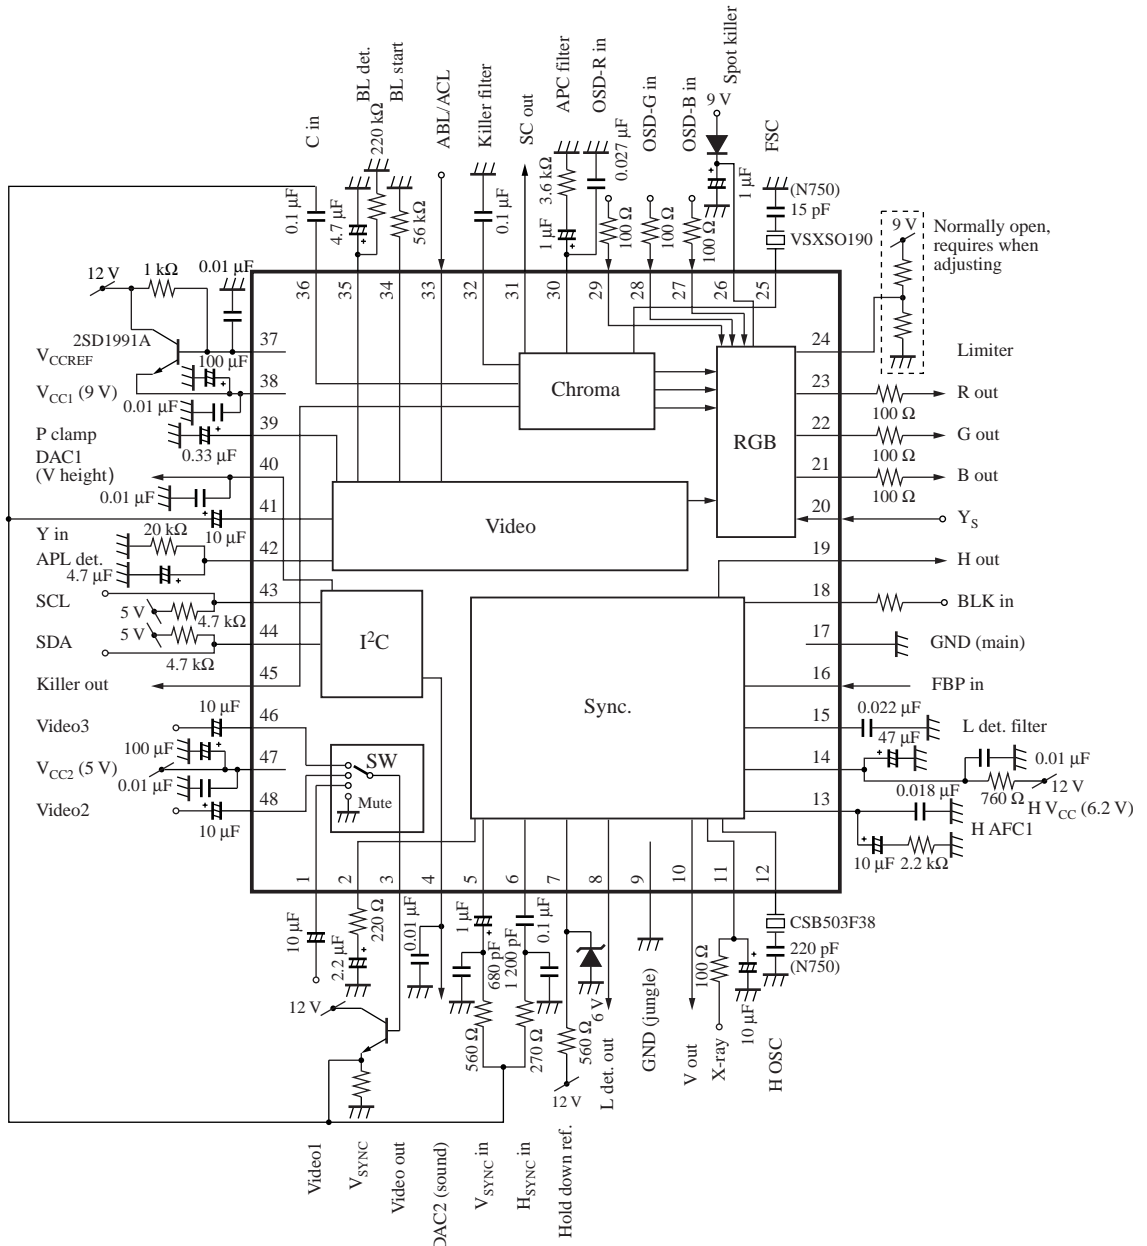 C in
0.1 μF
BL det.
220 kΩ
BL start
4.7 μF
56 kΩ
ABL/ACL
Killer filter
0.1 μF
SC out
APC filter
3.6 kΩ
1 μF
OSD-R in
0.027 μF
100 Ω
OSD-G in
100 Ω
OSD-B in
100 Ω
Spot killer
9 V
1 μF
FSC
(N750)
15 pF
VSXSO190
9 V
Normally open,
requires when
adjusting
36
35
34
33
32
31
30
29
28
27
26
25
12 V
1 kΩ
0.01 μF
2SD1991A
V_CCREF
37
100 μF
V_CC1 (9 V)
38
0.01 μF
P clamp
39
0.33 μF
DAC1
(V height)
40
0.01 μF
41
10 μF
Y in
20 kΩ
42
APL det.
4.7 μF
SCL
43
5 V
4.7 kΩ
5 V
SDA
44
4.7 kΩ
Killer out
45
10 μF
Video3
46
100 μF
V_CC2 (5 V)
47
0.01 μF
Video2
48
10 μF
Chroma
RGB
Video
I²C
Sync.
SW
Mute
24
Limiter
23
R out
100 Ω
22
G out
100 Ω
21
B out
100 Ω
20
Y_S
19
H out
18
BLK in
17
GND (main)
16
FBP in
15
0.022 μF
L det. filter
47 μF
14
0.01 μF
12 V
760 Ω
H V_CC (6.2 V)
0.018 μF
13
H AFC1
10 μF
2.2 kΩ
1
2
3
4
5
6
7
8
9
10
11
12
10 μF
220 Ω
2.2 μF
0.01 μF
1 μF
680 pF
560 Ω
1 200 pF
0.1 μF
270 Ω
6 V
560 Ω
12 V
12 V
100 Ω
10 μF
CSB503F38
220 pF
(N750)
Video1
V_SYNC
Video out
DAC2 (sound)
V_SYNC in
H_SYNC in
Hold down ref.
L det. out
GND (jungle)
V out
X-ray
H OSC